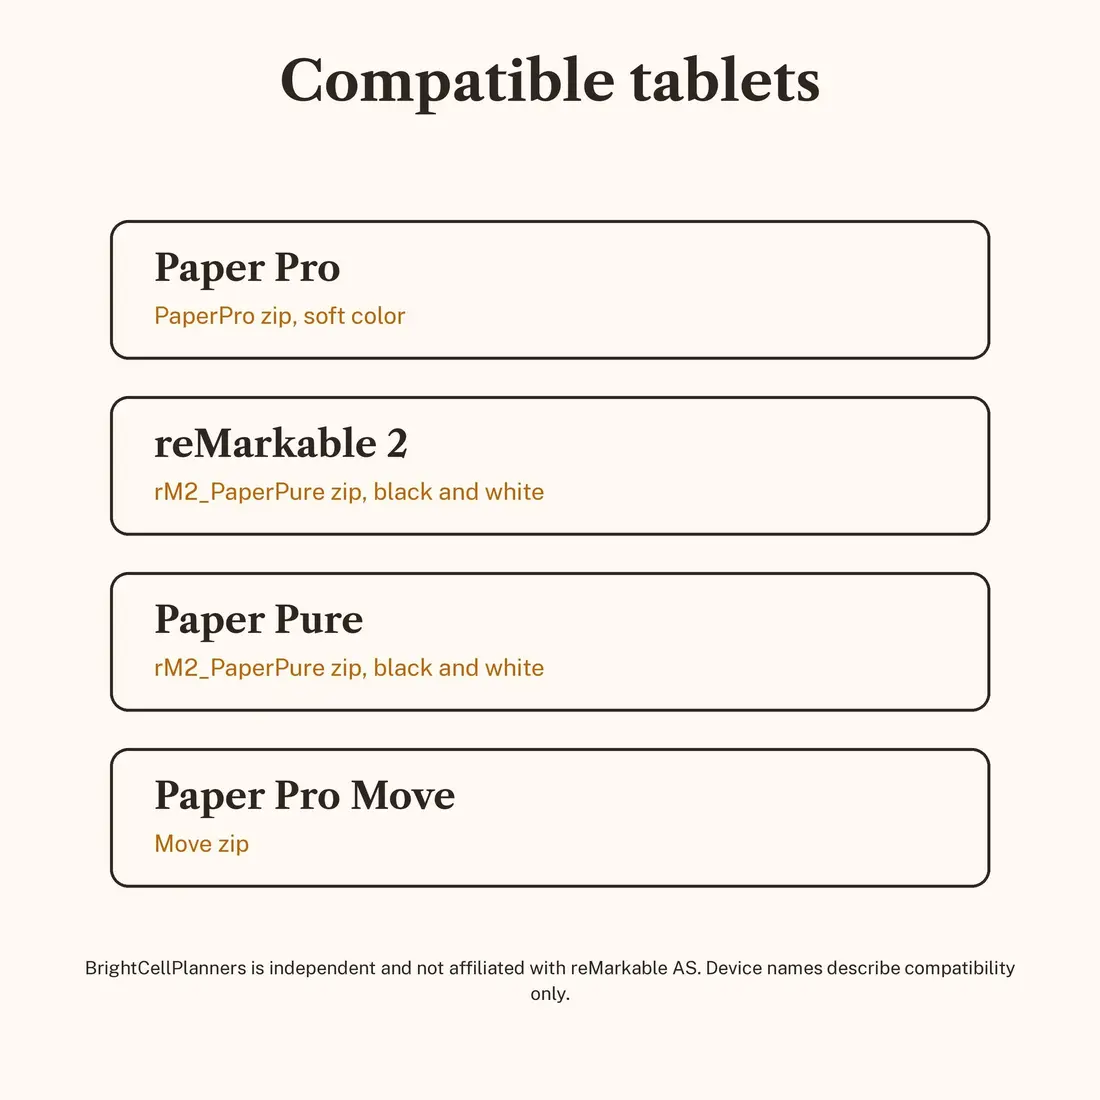 Compatible tablets
Paper Pro
PaperPro zip, soft color
reMarkable 2
rM2_PaperPure zip, black and white
Paper Pure
rM2_PaperPure zip, black and white
Paper Pro Move
Move zip
BrightCellPlanners is independent and not affiliated with reMarkable AS. Device names describe compatibility
only.